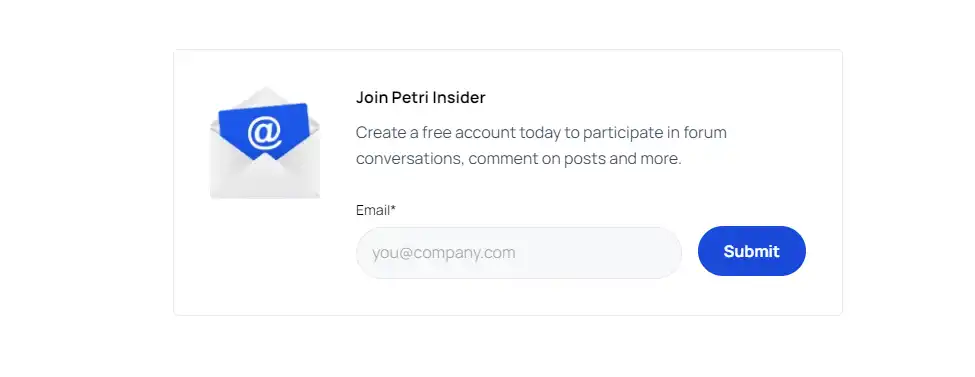 @
Join Petri Insider
Create a free account today to participate in forum
conversations, comment on posts and more.
Email*
you@company.com
Submit